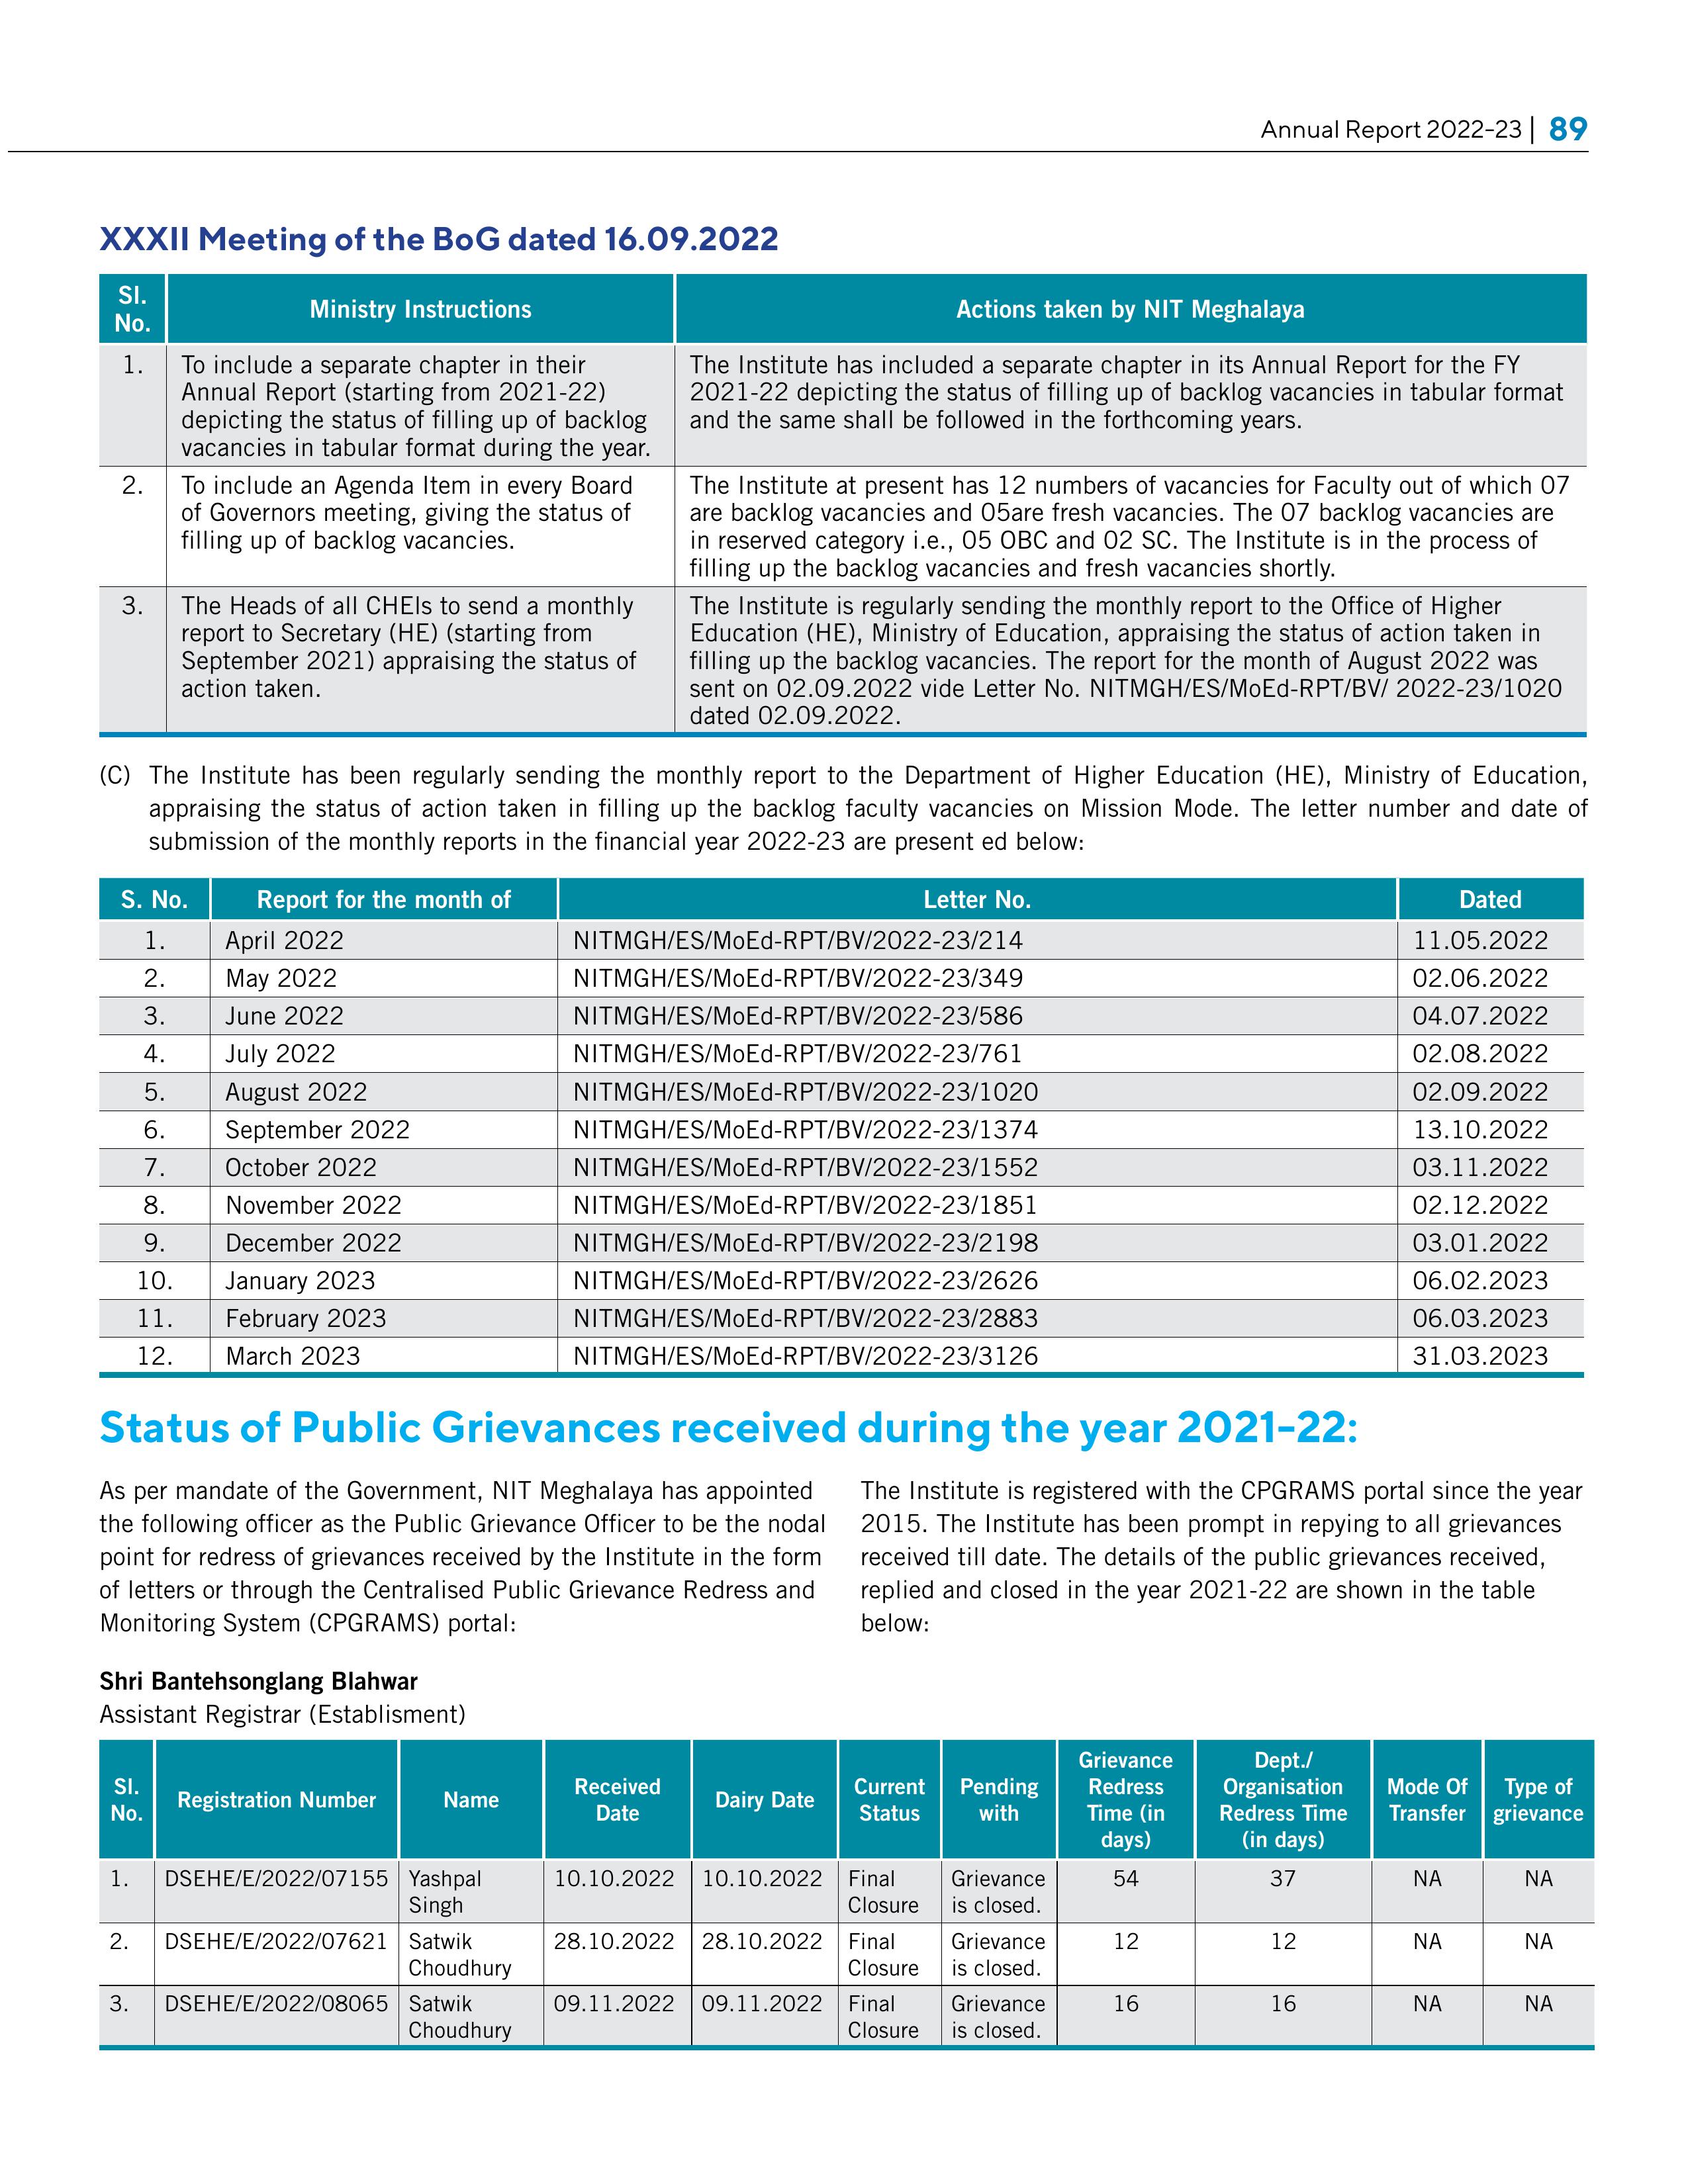 Annual Report 2022-23 | 89
XXXII Meeting of the BoG dated 16.09.2022
Sl. No. Ministry Instructions Actions taken by NIT Meghalaya
1. To include a separate chapter in their
Annual Report (starting from 2021-22)
depicting the status of filling up of backlog
vacancies in tabular format during the year.
The Institute has included a separate chapter in its Annual Report for the FY
2021-22 depicting the status of filling up of backlog vacancies in tabular format
and the same shall be followed in the forthcoming years.
2. To include an Agenda Item in every Board
of Governors meeting, giving the status of
filling up of backlog vacancies.
The Institute at present has 12 numbers of vacancies for Faculty out of which 07
are backlog vacancies and 05are fresh vacancies. The 07 backlog vacancies are
in reserved category i.e., 05 OBC and 02 SC. The Institute is in the process of
filling up the backlog vacancies and fresh vacancies shortly.
3. The Heads of all CHEIs to send a monthly
report to Secretary (HE) (starting from
September 2021) appraising the status of
action taken.
The Institute is regularly sending the monthly report to the Office of Higher
Education (HE), Ministry of Education, appraising the status of action taken in
filling up the backlog vacancies. The report for the month of August 2022 was
sent on 02.09.2022 vide Letter No. NITMGH/ES/MoEd-RPT/BV/ 2022-23/1020
dated 02.09.2022.
(C) The Institute has been regularly sending the monthly report to the Department of Higher Education (HE), Ministry of Education,
appraising the status of action taken in filling up the backlog faculty vacancies on Mission Mode. The letter number and date of
submission of the monthly reports in the financial year 2022-23 are present ed below:
S. No. Report for the month of Letter No. Dated
1. April 2022 NITMGH/ES/MoEd-RPT/BV/2022-23/214 11.05.2022
2. May 2022 NITMGH/ES/MoEd-RPT/BV/2022-23/349 02.06.2022
3. June 2022 NITMGH/ES/MoEd-RPT/BV/2022-23/586 04.07.2022
4. July 2022 NITMGH/ES/MoEd-RPT/BV/2022-23/761 02.08.2022
5. August 2022 NITMGH/ES/MoEd-RPT/BV/2022-23/1020 02.09.2022
6. September 2022 NITMGH/ES/MoEd-RPT/BV/2022-23/1374 13.10.2022
7. October 2022 NITMGH/ES/MoEd-RPT/BV/2022-23/1552 03.11.2022
8. November 2022 NITMGH/ES/MoEd-RPT/BV/2022-23/1851 02.12.2022
9. December 2022 NITMGH/ES/MoEd-RPT/BV/2022-23/2198 03.01.2022
10. January 2023 NITMGH/ES/MoEd-RPT/BV/2022-23/2626 06.02.2023
11. February 2023 NITMGH/ES/MoEd-RPT/BV/2022-23/2883 06.03.2023
12. March 2023 NITMGH/ES/MoEd-RPT/BV/2022-23/3126 31.03.2023
Status of Public Grievances received during the year 2021-22:
As per mandate of the Government, NIT Meghalaya has appointed
the following officer as the Public Grievance Officer to be the nodal
point for redress of grievances received by the Institute in the form
of letters or through the Centralised Public Grievance Redress and
Monitoring System (CPGRAMS) portal:
Shri Bantehsonglang Blahwar
Assistant Registrar (Establisment)
The Institute is registered with the CPGRAMS portal since the year
2015. The Institute has been prompt in repying to all grievances
received till date. The details of the public grievances received,
replied and closed in the year 2021-22 are shown in the table
below:
Sl. No. Registration Number Name Received Date Dairy Date Current Status Pending with Grievance Redress Time (in days) Dept./ Organisation Redress Time (in days) Mode Of Transfer Type of grievance
1. DSEHE/E/2022/07155 Yashpal Singh 10.10.2022 10.10.2022 Final Closure Grievance is closed. 54 37 NA NA
2. DSEHE/E/2022/07621 Satwik Choudhury 28.10.2022 28.10.2022 Final Closure Grievance is closed. 12 12 NA NA
3. DSEHE/E/2022/08065 Satwik Choudhury 09.11.2022 09.11.2022 Final Closure Grievance is closed. 16 16 NA NA